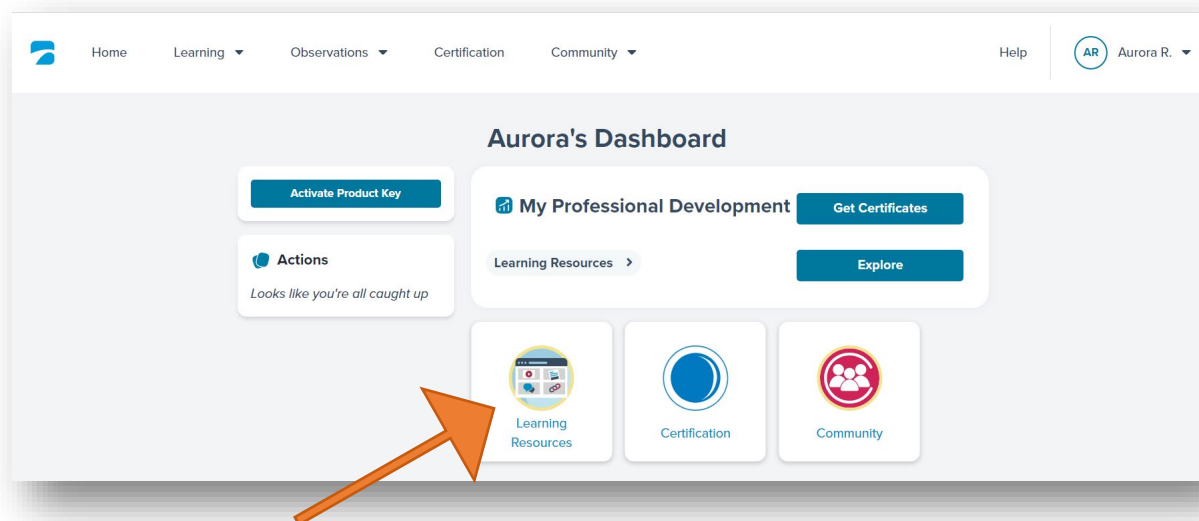 Home Learning Observations Certification Community Help AR Aurora R.
Aurora's Dashboard
Activate Product Key
Actions
Looks like you're all caught up
My Professional Development Get Certificates
Learning Resources Explore
Learning
Resources
Certification
Community